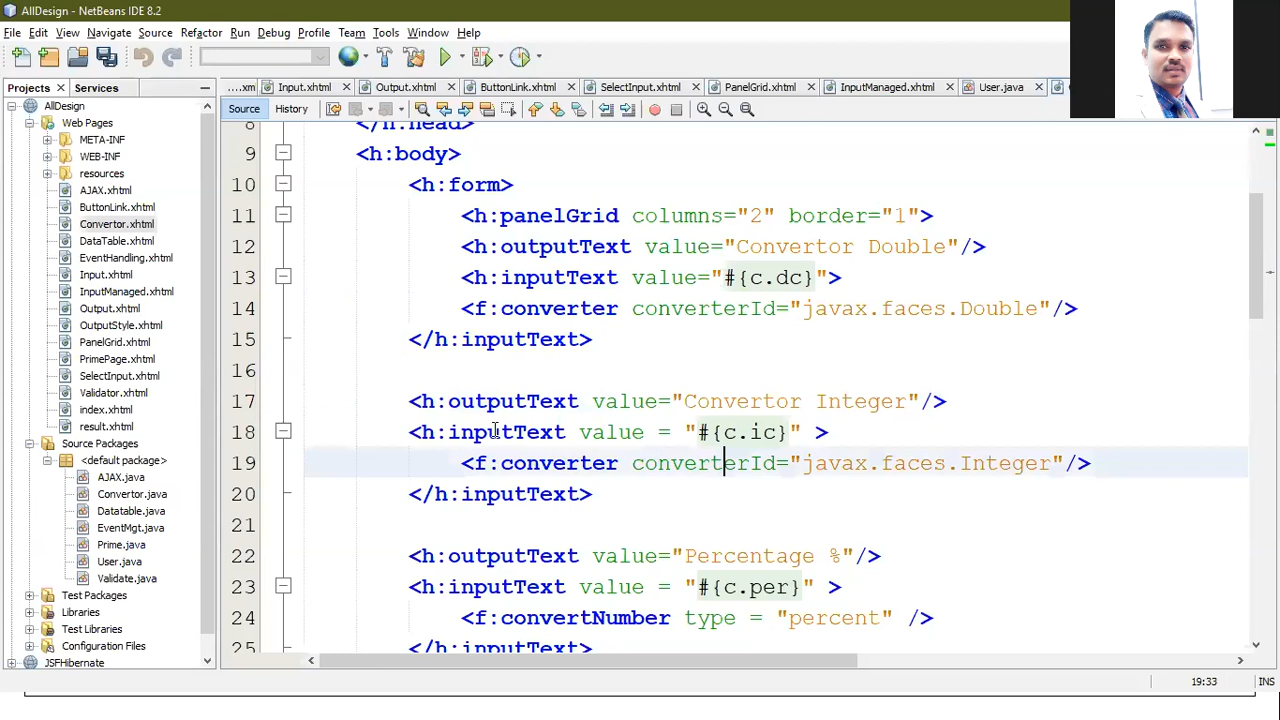 AllDesign - NetBeans IDE 8.2
File Edit View Navigate Source Refactor Run Debug Profile Team Tools Window Help
Projects Services
....xm Input.xhtml Output.xhtml ButtonLink.xhtml SelectInput.xhtml PanelGrid.xhtml InputManaged.xhtml User.java
Source History
AllDesign
Web Pages
META-INF
WEB-INF
resources
AJAX.xhtml
ButtonLink.xhtml
Convertor.xhtml
DataTable.xhtml
EventHandling.xhtml
Input.xhtml
InputManaged.xhtml
Output.xhtml
OutputStyle.xhtml
PanelGrid.xhtml
PrimePage.xhtml
SelectInput.xhtml
Validator.xhtml
index.xhtml
result.xhtml
Source Packages
<default package>
AJAX.java
Convertor.java
Datatable.java
EventMgt.java
Prime.java
User.java
Validate.java
Test Packages
Libraries
Test Libraries
Configuration Files
JSFHibernate
8 </h:head>
9 <h:body>
10 <h:form>
11 <h:panelGrid columns="2" border="1">
12 <h:outputText value="Convertor Double"/>
13 <h:inputText value="#{c.dc}">
14 <f:converter converterId="javax.faces.Double"/>
15 </h:inputText>
16
17 <h:outputText value="Convertor Integer"/>
18 <h:inputText value = "#{c.ic}" >
19 <f:converter converterId="javax.faces.Integer"/>
20 </h:inputText>
21
22 <h:outputText value="Percentage %"/>
23 <h:inputText value = "#{c.per}" >
24 <f:convertNumber type = "percent" />
25 </h:inputText>
19:33 INS